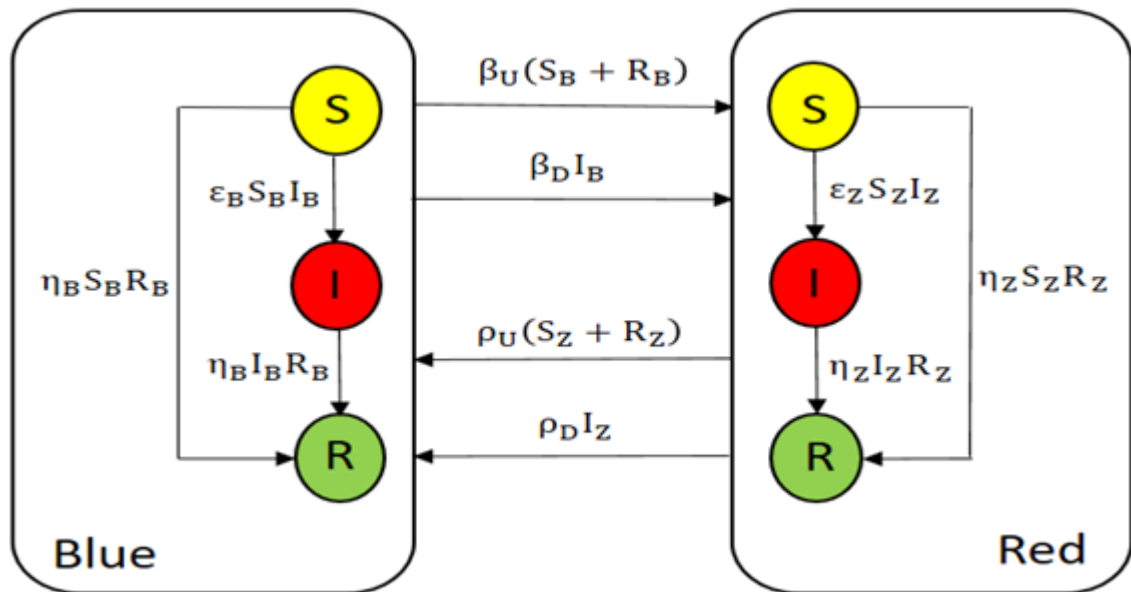 S
β_U(S_B + R_B)
S
ε_B S_B I_B
β_D I_B
ε_Z S_Z I_Z
η_B S_B R_B
I
I
η_Z S_Z R_Z
ρ_U(S_Z + R_Z)
η_B I_B R_B
η_Z I_Z R_Z
ρ_D I_Z
R
R
Blue
Red